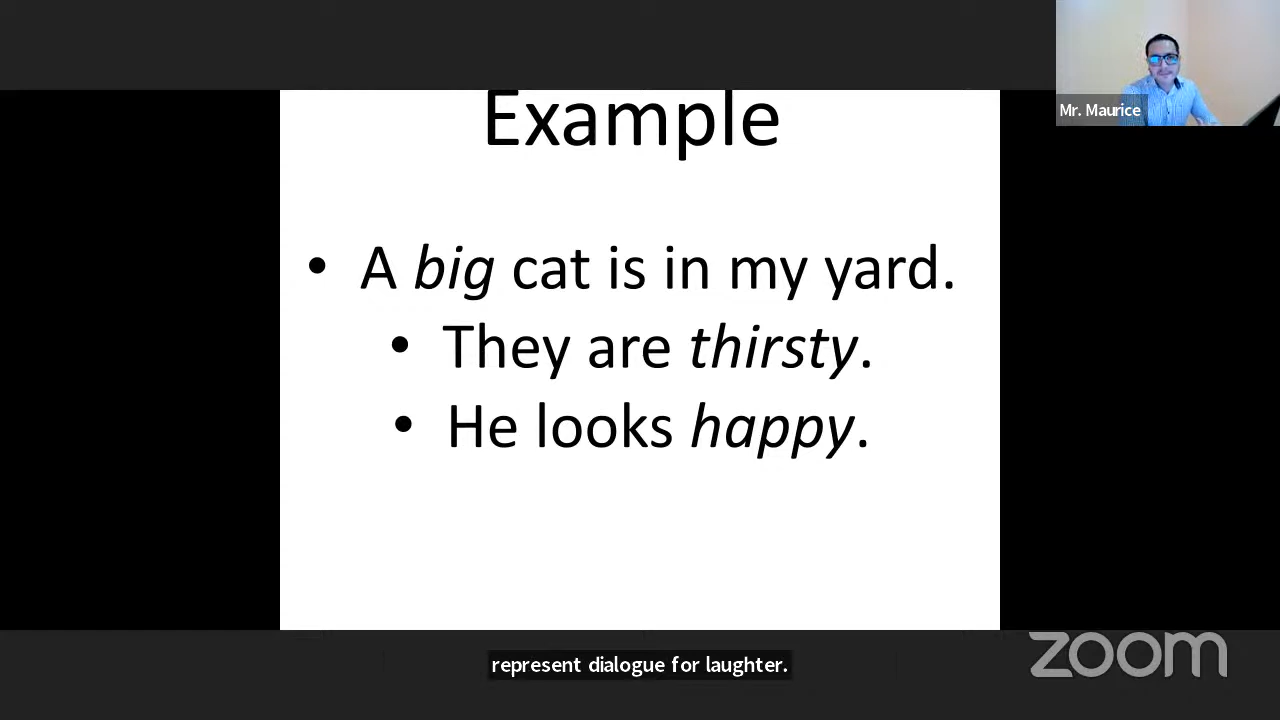 Mr. Maurice
Example
• A big cat is in my yard.
• They are thirsty.
• He looks happy.
represent dialogue for laughter.
zoom